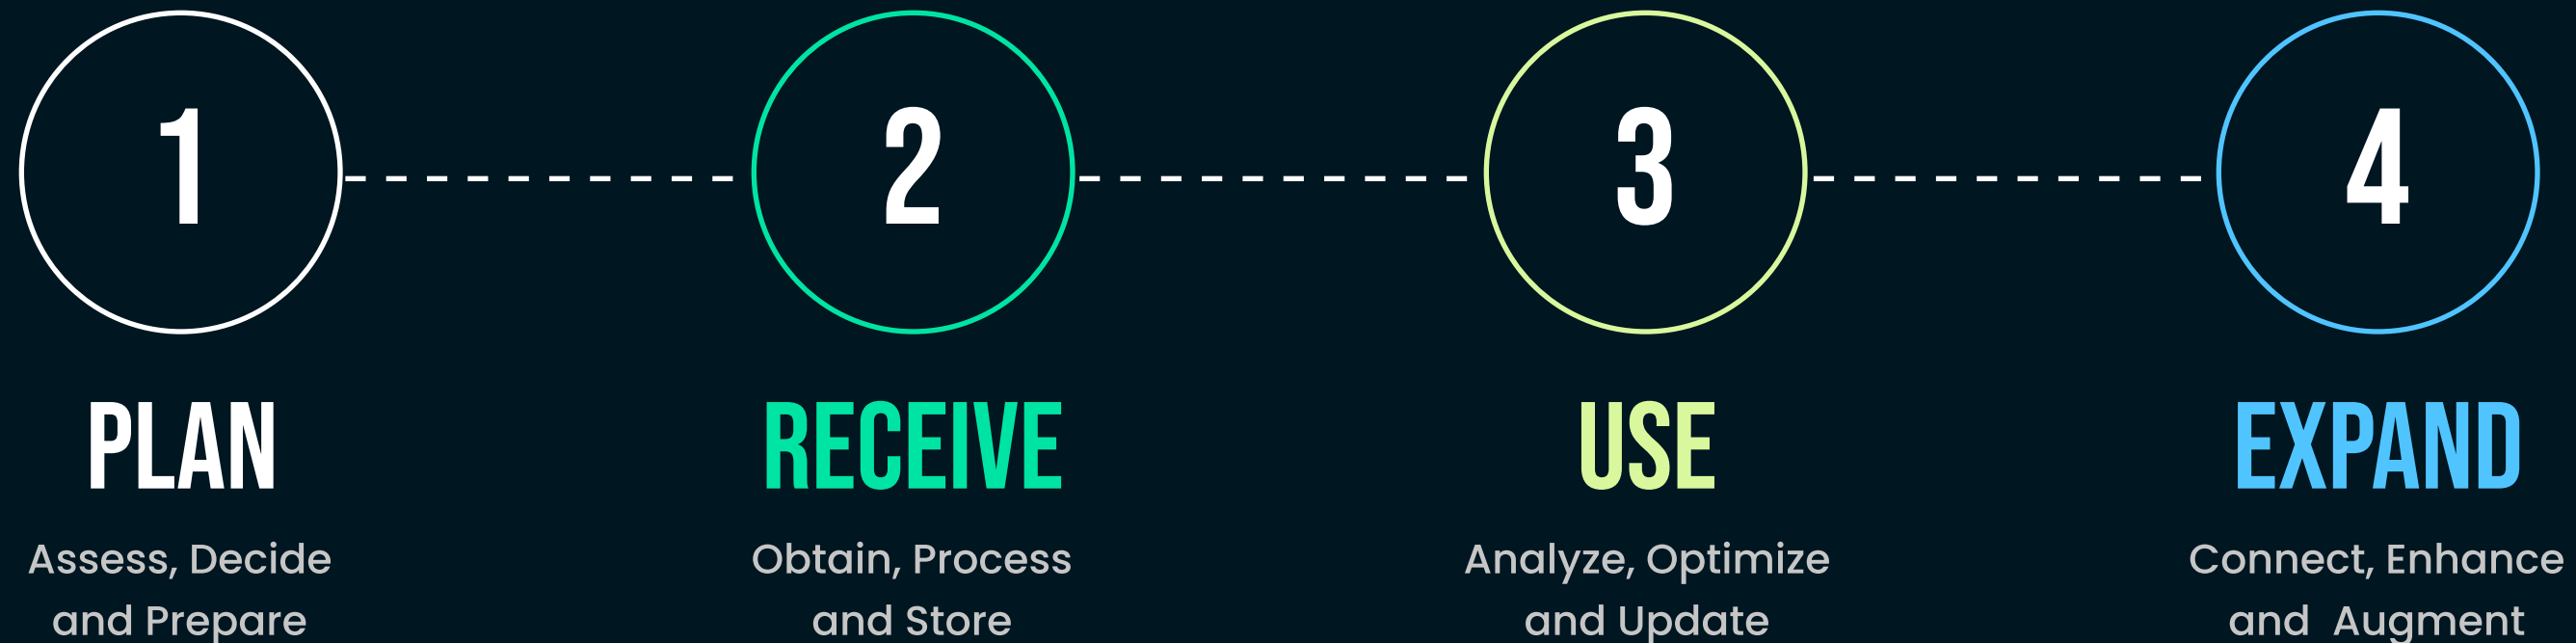 1
2
3
4
PLAN
RECEIVE
USE
EXPAND
Assess, Decide
and Prepare
Obtain, Process
and Store
Analyze, Optimize
and Update
Connect, Enhance
and  Augment